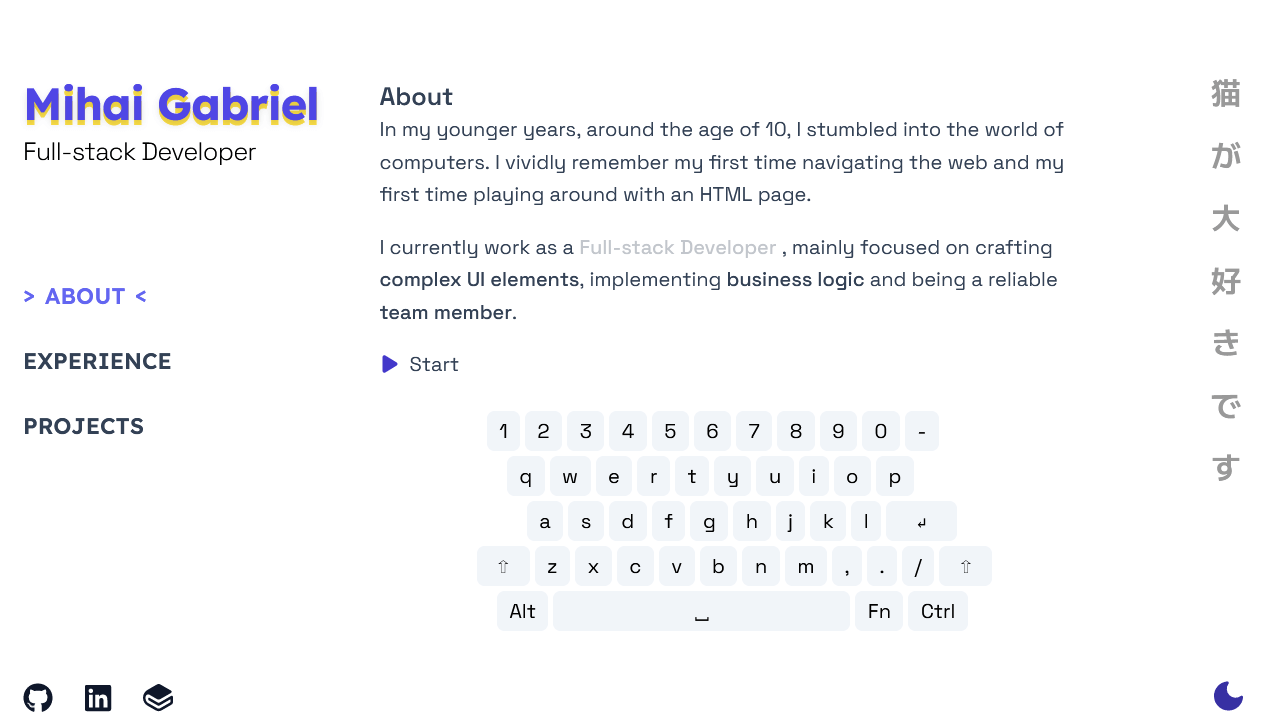 Mihai Gabriel
Full-stack Developer
> ABOUT <
EXPERIENCE
PROJECTS
About
In my younger years, around the age of 10, I stumbled into the world of
computers. I vividly remember my first time navigating the web and my
first time playing around with an HTML page.
I currently work as a Full-stack Developer , mainly focused on crafting
complex UI elements, implementing business logic and being a reliable
team member.
Start
1 2 3 4 5 6 7 8 9 0 -
q w e r t y u i o p
a s d f g h j k l ↲
⇧ z x c v b n m , . / ⇧
Alt ⎵ Fn Ctrl
猫が大好きです